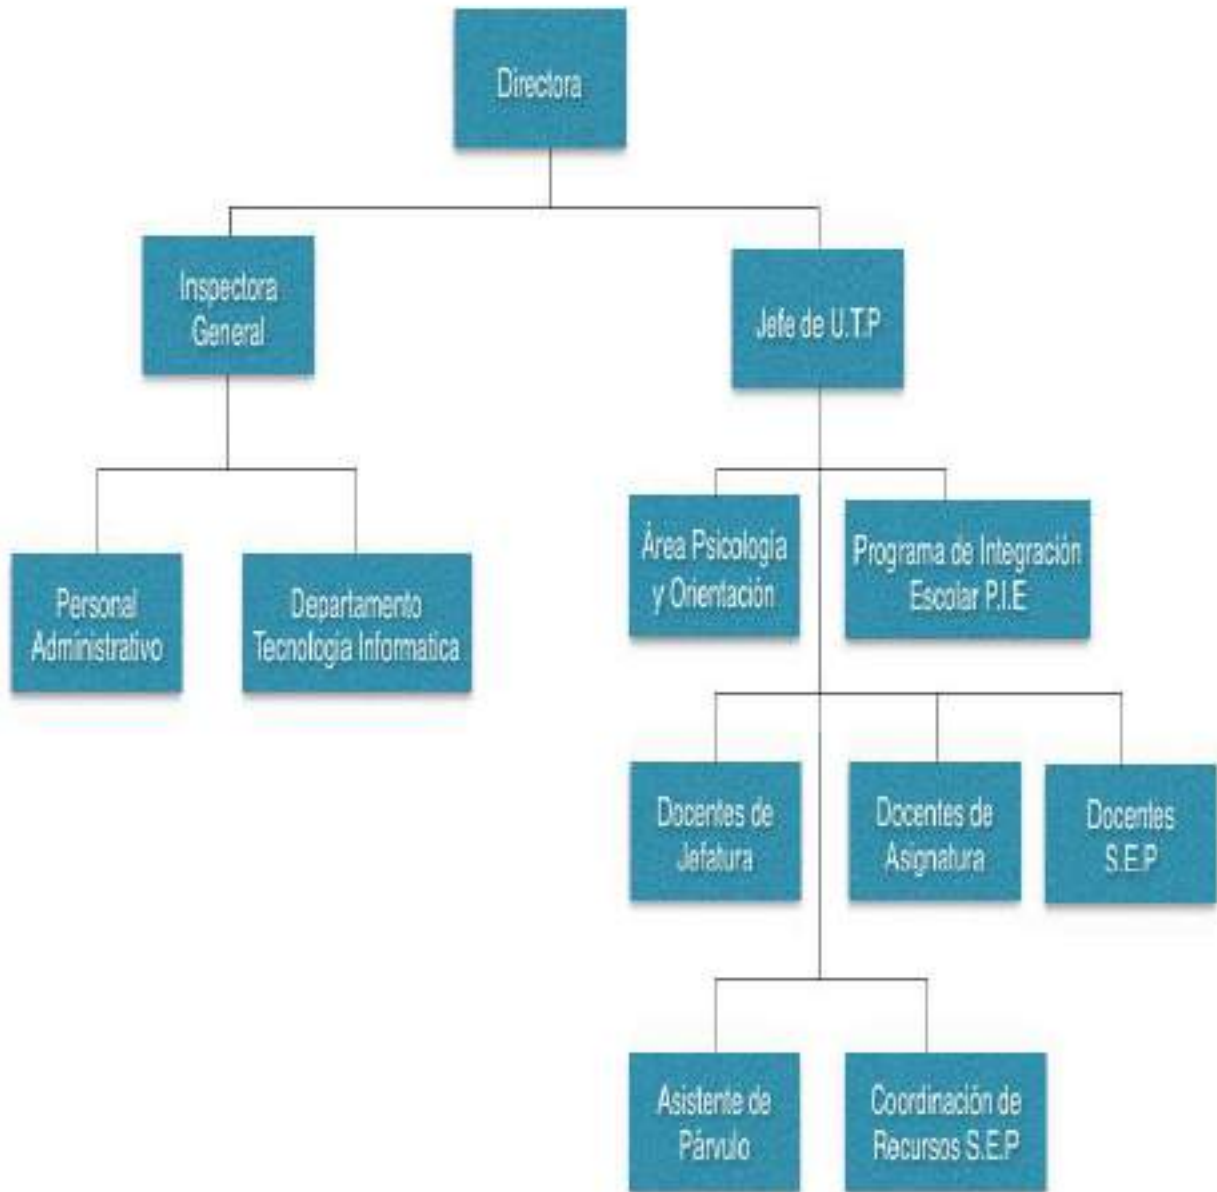 Directora
Inspectora
General
Jefe de U.T.P
Área Psicología
y Orientación
Programa de Integración
Escolar P.I.E
Personal
Administrativo
Departamento
Tecnología Informatica
Docentes de
Jefatura
Docentes de
Asignatura
Docentes
S.E.P
Asistente de
Párvulo
Coordinación de
Recursos S.E.P